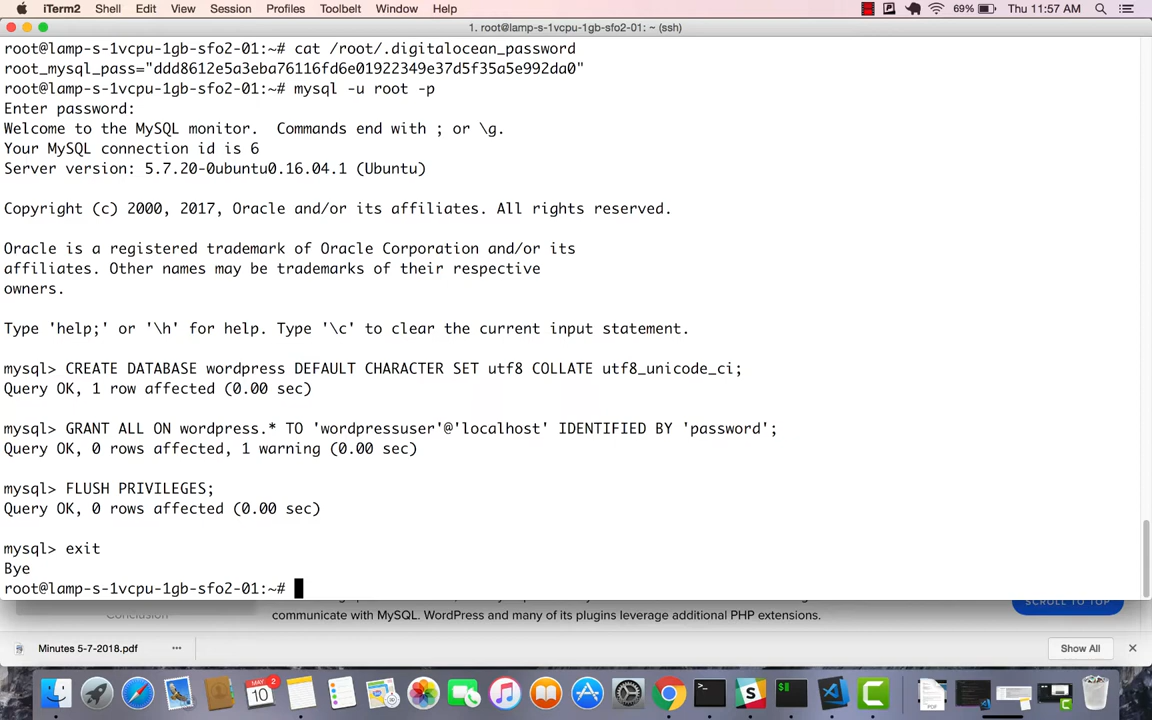 iTerm2 Shell Edit View Session Profiles Toolbelt Window Help 69% Thu 11:57 AM
1. root@lamp-s-1vcpu-1gb-sfo2-01: ~ (ssh)
root@lamp-s-1vcpu-1gb-sfo2-01:~# cat /root/.digitalocean_password
root_mysql_pass="ddd8612e5a3eba76116fd6e01922349e37d5f35a5e992da0"
root@lamp-s-1vcpu-1gb-sfo2-01:~# mysql -u root -p
Enter password:
Welcome to the MySQL monitor.  Commands end with ; or \g.
Your MySQL connection id is 6
Server version: 5.7.20-0ubuntu0.16.04.1 (Ubuntu)
Copyright (c) 2000, 2017, Oracle and/or its affiliates. All rights reserved.
Oracle is a registered trademark of Oracle Corporation and/or its
affiliates. Other names may be trademarks of their respective
owners.
Type 'help;' or '\h' for help. Type '\c' to clear the current input statement.
mysql> CREATE DATABASE wordpress DEFAULT CHARACTER SET utf8 COLLATE utf8_unicode_ci;
Query OK, 1 row affected (0.00 sec)
mysql> GRANT ALL ON wordpress.* TO 'wordpressuser'@'localhost' IDENTIFIED BY 'password';
Query OK, 0 rows affected, 1 warning (0.00 sec)
mysql> FLUSH PRIVILEGES;
Query OK, 0 rows affected (0.00 sec)
mysql> exit
Bye
root@lamp-s-1vcpu-1gb-sfo2-01:~#
Conclusion
communicate with MySQL. WordPress and many of its plugins leverage additional PHP extensions.
SCROLL TO TOP
Minutes 5-7-2018.pdf
Show All
MAY
10
2